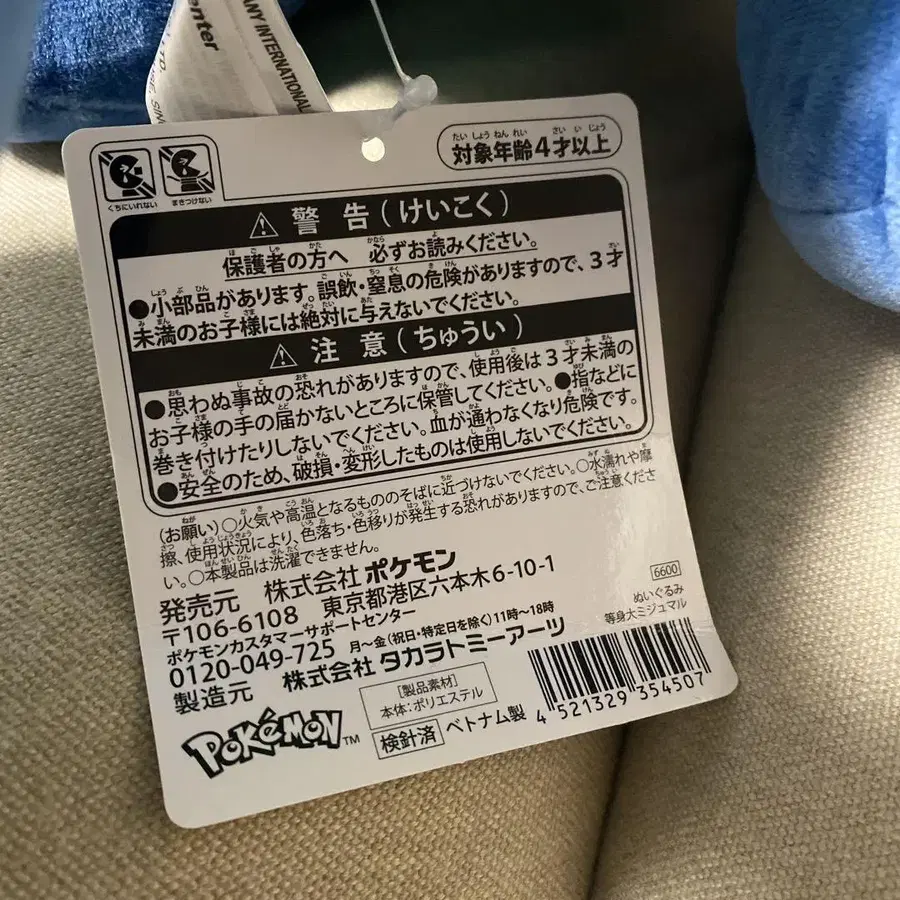 enter
ANY INTERNATIONAL
対象年齢4才以上
たいしょうねんれい さいいじょう
くちにいれない
まきつけない
⚠ 警告(けいこく)
保護者の方へ 必ずお読みください。
●小部品があります。誤飲・窒息の危険がありますので、3才
未満のお子様には絶対に与えないでください。
⚠ 注意(ちゅうい)
●思わぬ事故の恐れがありますので、使用後は3才未満の
お子様の手の届かないところに保管してください。●指などに
巻き付けたりしないでください。血が通わなくなり危険です。
●安全のため、破損・変形したものは使用しないでください。
(お願い)○火気や高温となるもののそばに近づけないでください。○水濡れや摩
擦、使用状況により、色落ち・色移りが発生する恐れがありますので、ご注意くださ
い。○本製品は洗濯できません。
発売元 株式会社ポケモン
〒106-6108 東京都港区六本木6-10-1
ポケモンカスタマーサポートセンター
0120-049-725 月~金(祝日・特定日を除く)11時~18時
製造元 株式会社タカラトミーアーツ
6600
ぬいぐるみ
等身大ミジュマル
POKéMON™
[製品素材]
本体:ポリエステル
検針済 ベトナム製
4 521329 354507